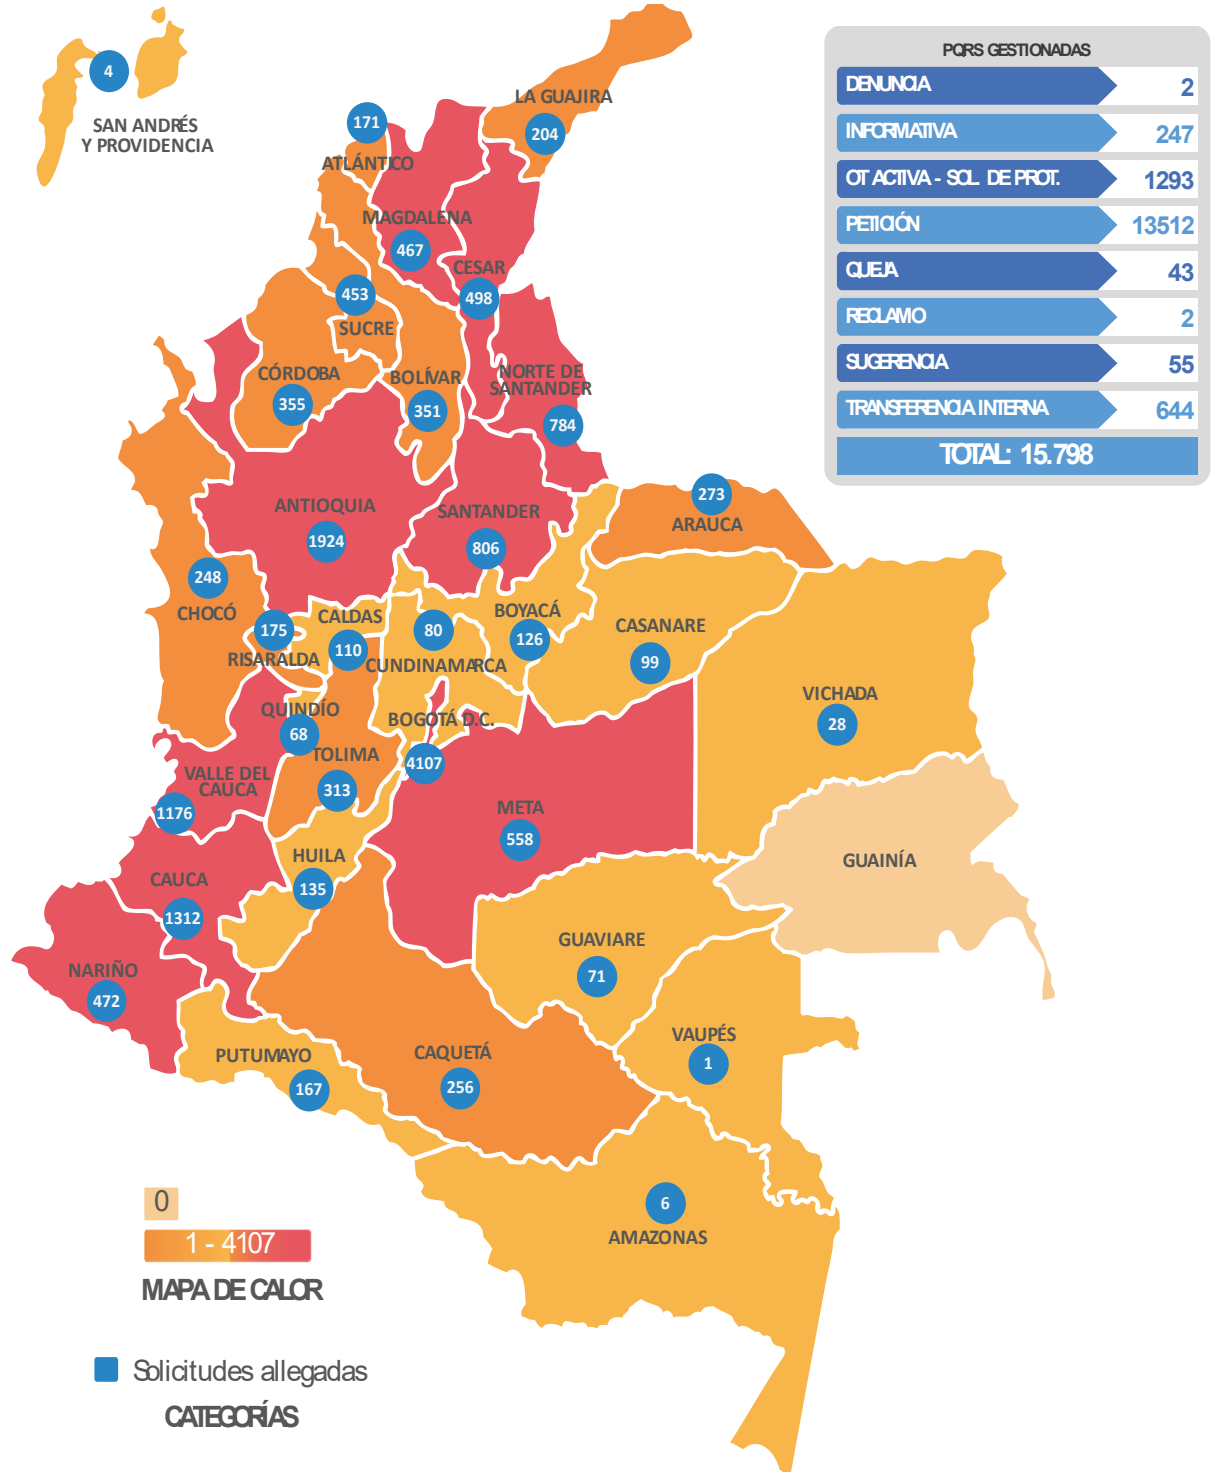 4
SAN ANDRÉS
Y PROVIDENCIA
PQRS GESTIONADAS
DENUNCIA 2
INFORMATIVA 247
OT ACTIVA - SOL. DE PROT. 1293
PETICIÓN 13512
QUEJA 43
RECLAMO 2
SUGERENCIA 55
TRANSFERENCIA INTERNA 644
TOTAL: 15.798
LA GUAJIRA
204
171
ATLÁNTICO
MAGDALENA
467
CESAR
498
453
SUCRE
CÓRDOBA
355
BOLÍVAR
351
NORTE DE
SANTANDER
784
ANTIOQUIA
1924
SANTANDER
806
273
ARAUCA
248
CHOCÓ
175
RISARALDA
CALDAS
110
80
CUNDINAMARCA
BOYACÁ
126
CASANARE
99
VICHADA
28
QUINDÍO
68
BOGOTÁ D.C.
4107
TOLIMA
313
VALLE DEL
CAUCA
1176
META
558
HUILA
135
GUAINÍA
CAUCA
1312
NARIÑO
472
GUAVIARE
71
VAUPÉS
1
PUTUMAYO
167
CAQUETÁ
256
6
AMAZONAS
0
1 - 4107
MAPA DE CALOR
Solicitudes allegadas
CATEGORÍAS